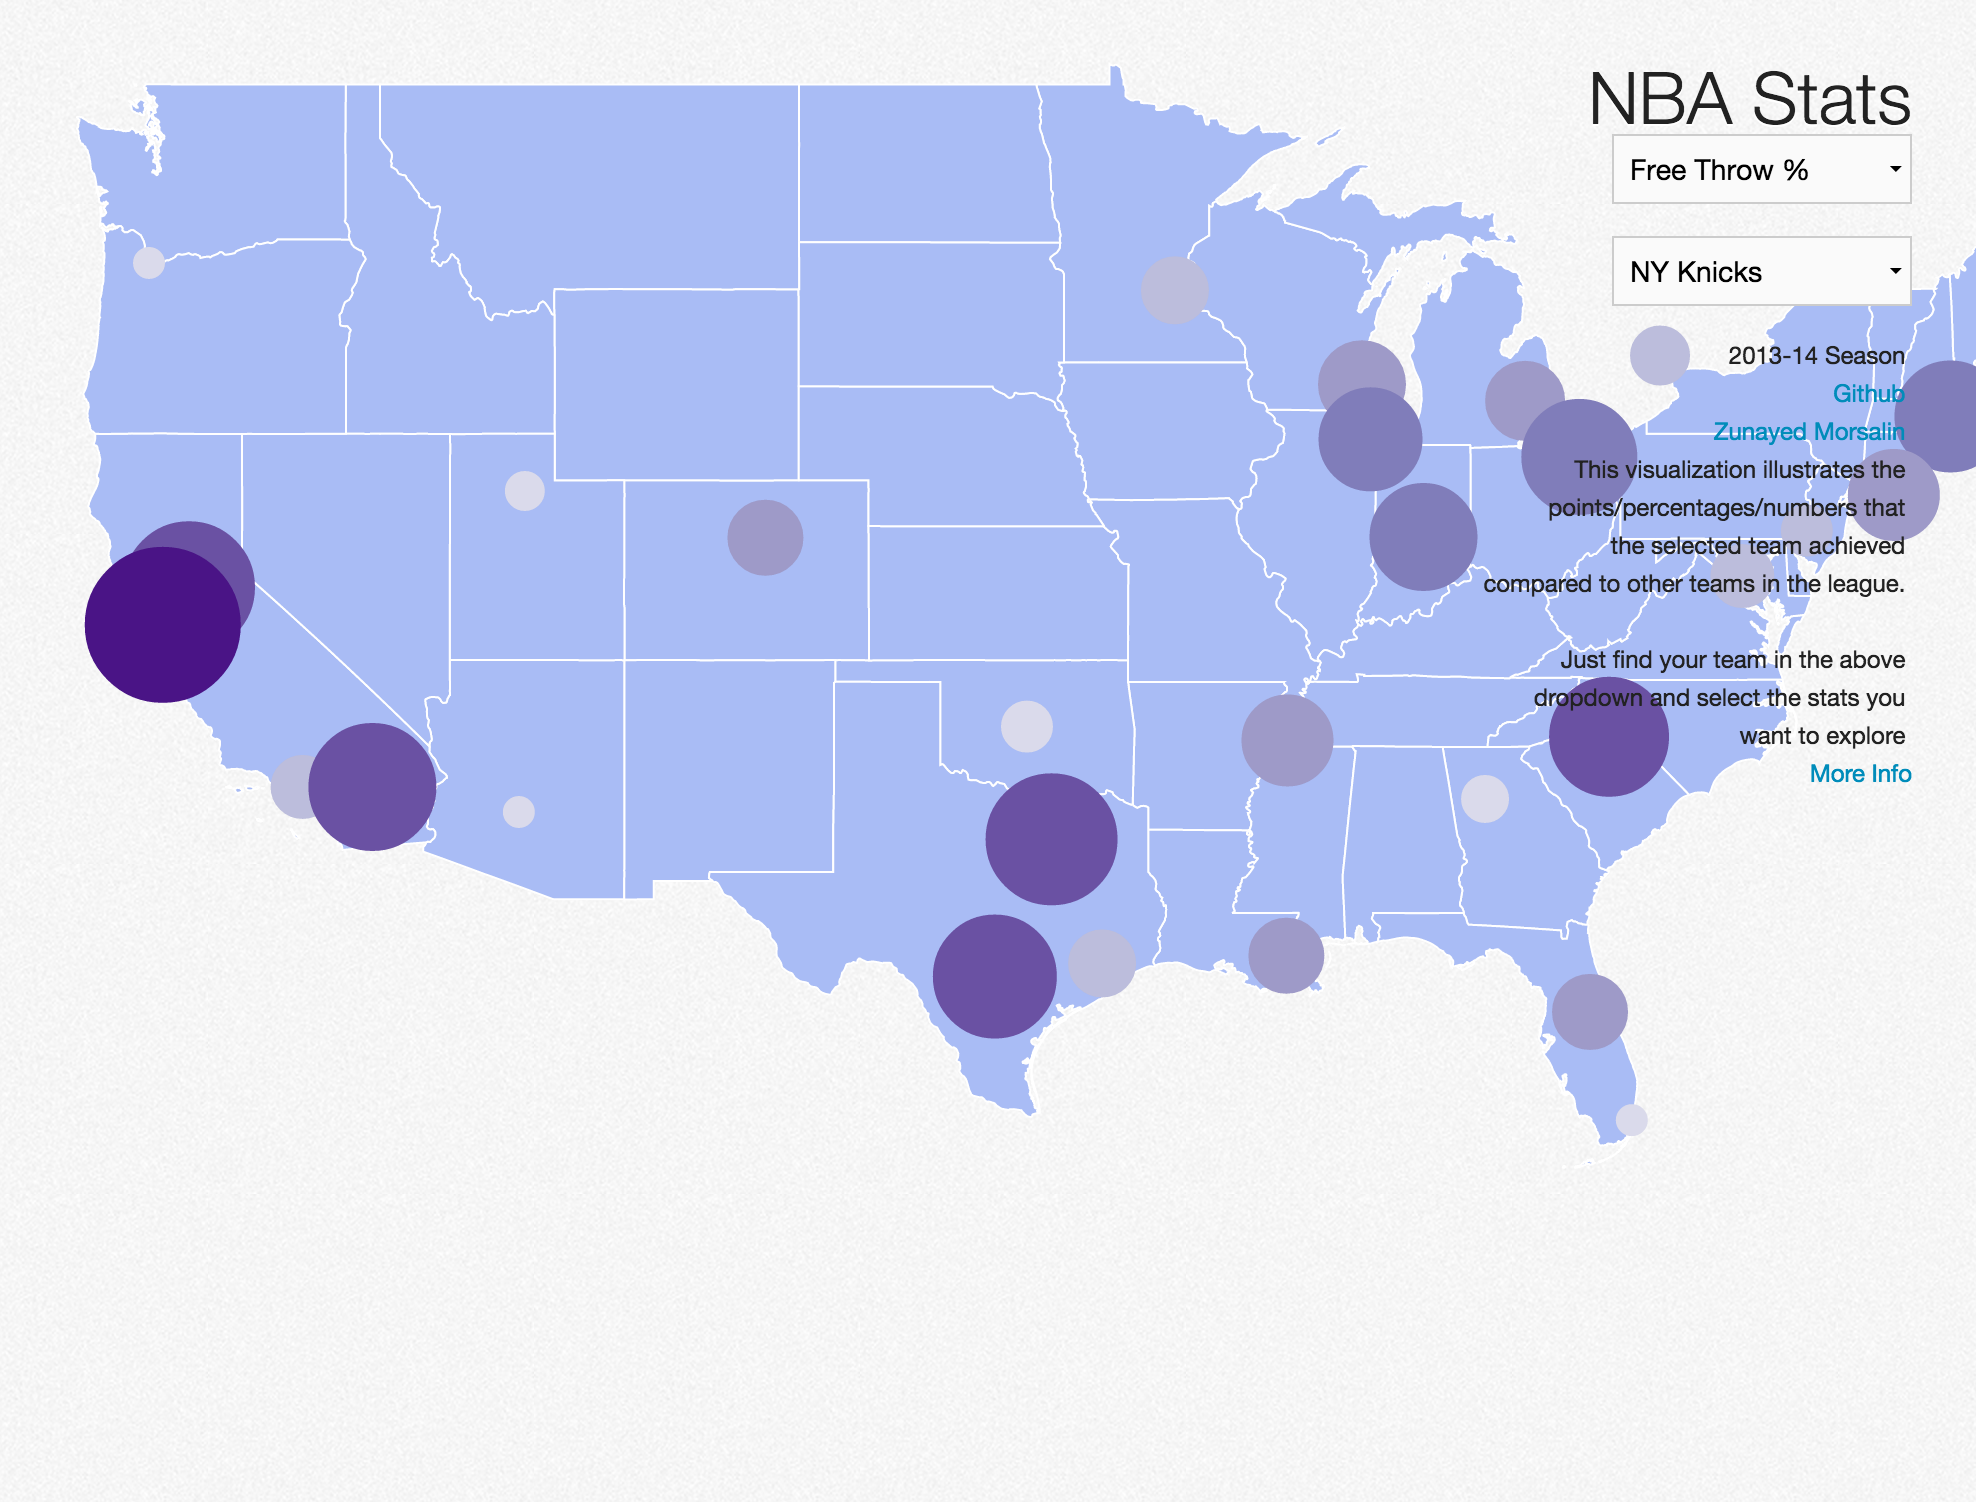 NBA Stats
Free Throw %
NY Knicks
2013-14 Season
Github
Zunayed Morsalin
This visualization illustrates the
points/percentages/numbers that
the selected team achieved
compared to other teams in the league.
Just find your team in the above
dropdown and select the stats you
want to explore
More Info